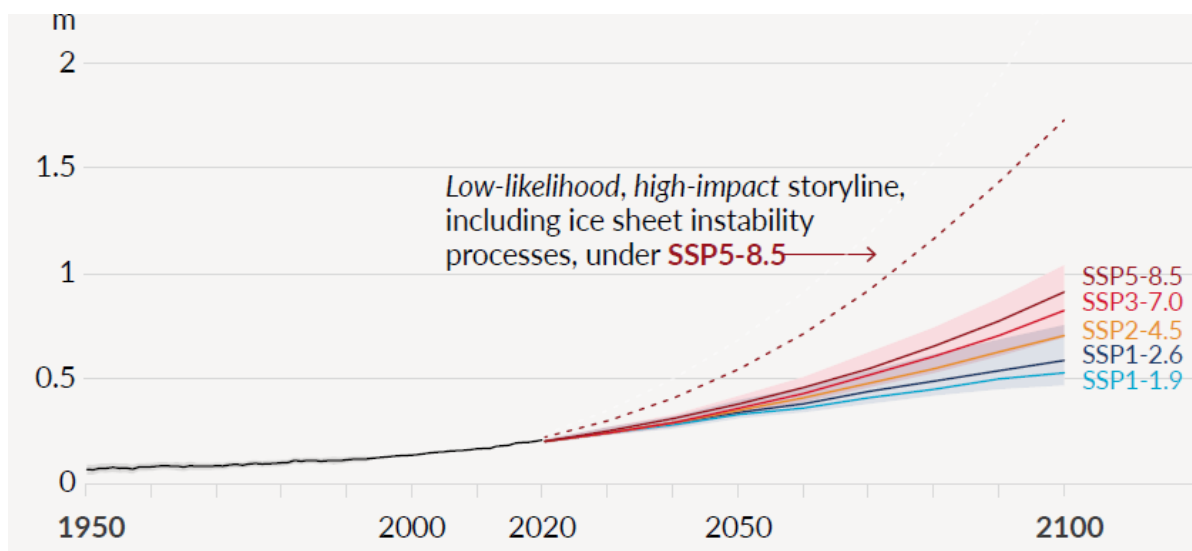 m
2
1.5
Low-likelihood, high-impact storyline,
including ice sheet instability
processes, under SSP5-8.5
1
SSP5-8.5
SSP3-7.0
SSP2-4.5
SSP1-2.6
SSP1-1.9
0.5
0
1950
2000
2020
2050
2100